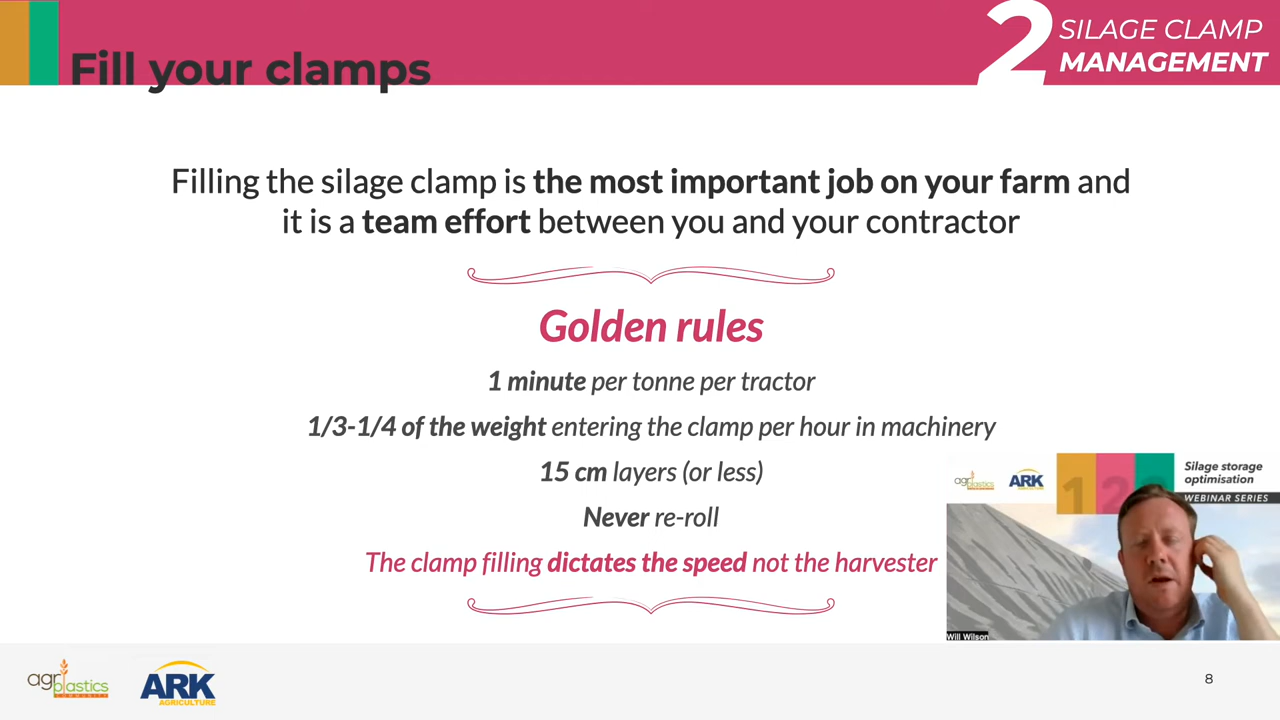 Fill your clamps
2 SILAGE CLAMP
MANAGEMENT
Filling the silage clamp is the most important job on your farm and
it is a team effort between you and your contractor
Golden rules
1 minute per tonne per tractor
1/3-1/4 of the weight entering the clamp per hour in machinery
15 cm layers (or less)
Never re-roll
The clamp filling dictates the speed not the harvester
agriplastics
ARK
1 2
Silage storage
optimisation
WEBINAR SERIES
Will Wilson
agriplastics
COMMUNITY
ARK
AGRICULTURE
8